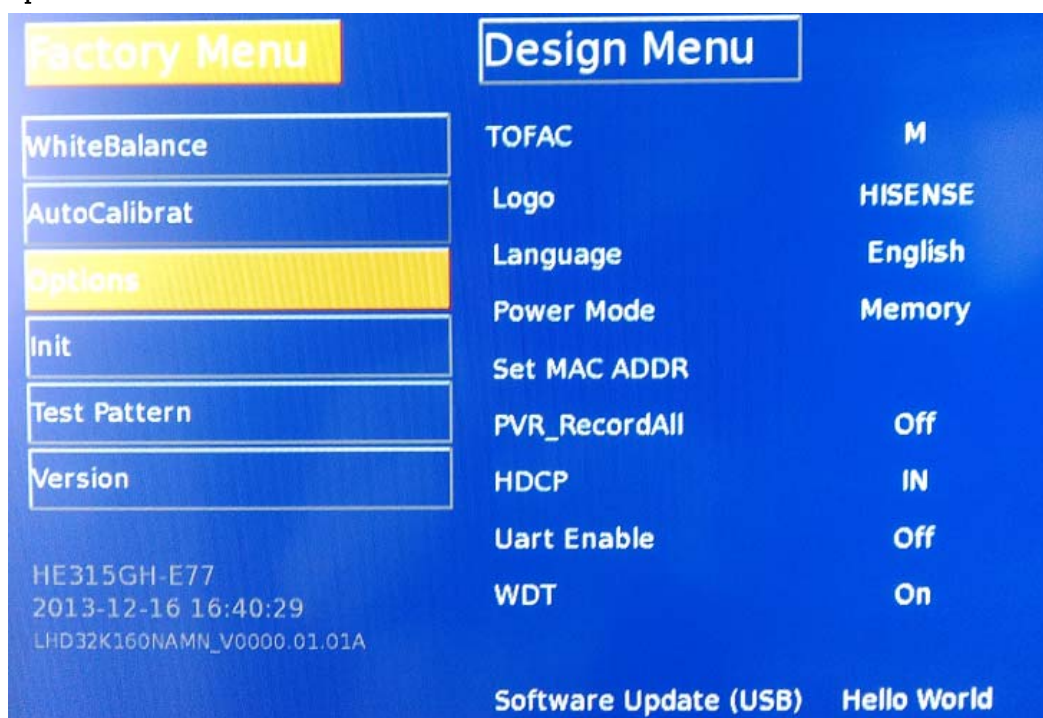 Factory Menu
Design Menu
WhiteBalance
AutoCalibrat
Options
Init
Test Pattern
Version
HE315GH-E77
2013-12-16 16:40:29
LHD32K160NAMN_V0000.01.01A
TOFAC M
Logo HISENSE
Language English
Power Mode Memory
Set MAC ADDR
PVR_RecordAll Off
HDCP IN
Uart Enable Off
WDT On
Software Update (USB) Hello World